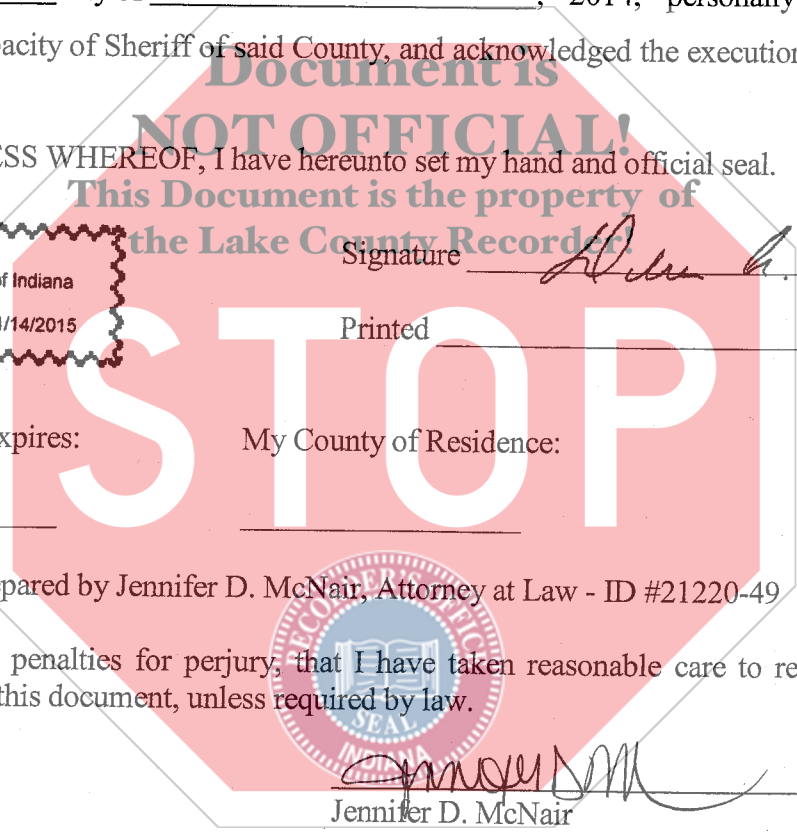 2014, personally
acity of Sheriff of said County, and acknowledged the execution
Document is
NOT OFFICIAL!
ESS WHEREOF, I have hereunto set my hand and official seal.
This Document is the property of
the Lake County Recorder!
of Indiana
Signature
/14/2015
Printed
STOP
xpires:
My County of Residence:
pared by Jennifer D. McNair, Attorney at Law - ID #21220-49
penalties for perjury, that I have taken reasonable care to re
this document, unless required by law.
RECORDER'S OFFICE
SEAL
INDIANA
Jennifer D. McNair